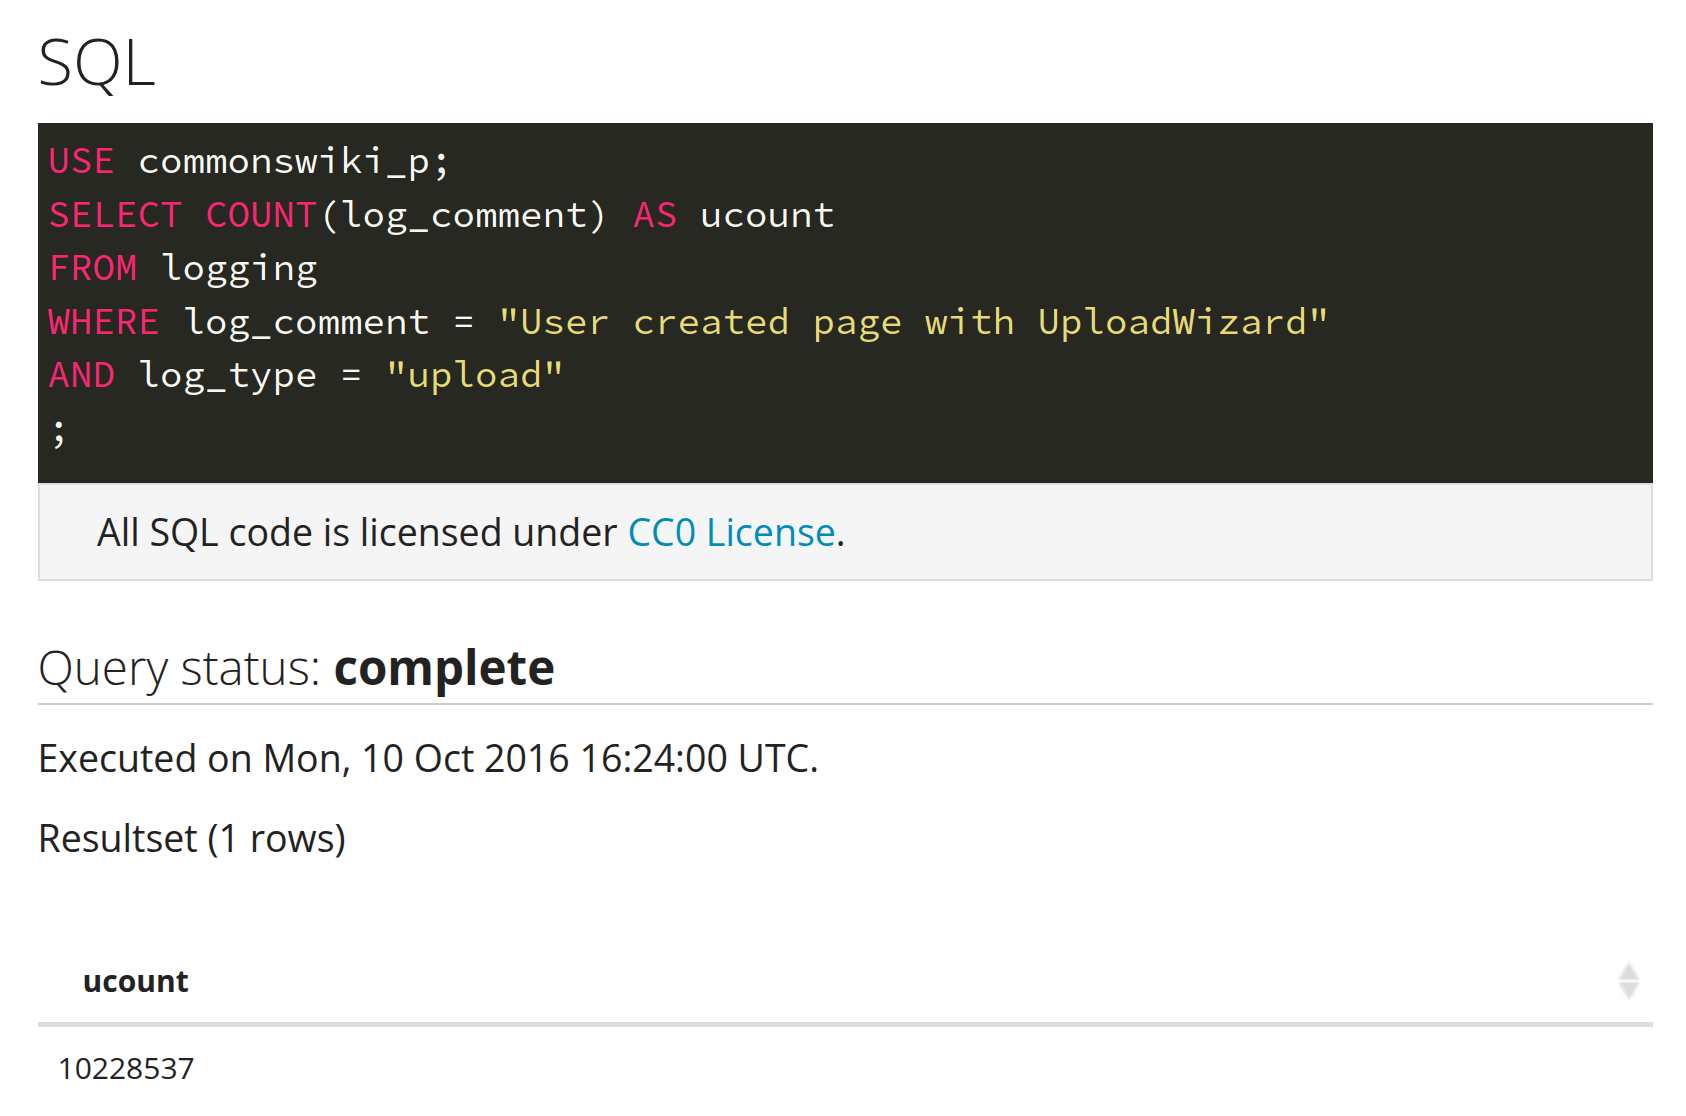 SQL
USE commonswiki_p;
SELECT COUNT(log_comment) AS ucount
FROM logging
WHERE log_comment = "User created page with UploadWizard"
AND log_type = "upload"
;
All SQL code is licensed under CC0 License.
Query status: complete
Executed on Mon, 10 Oct 2016 16:24:00 UTC.
Resultset (1 rows)
ucount
10228537